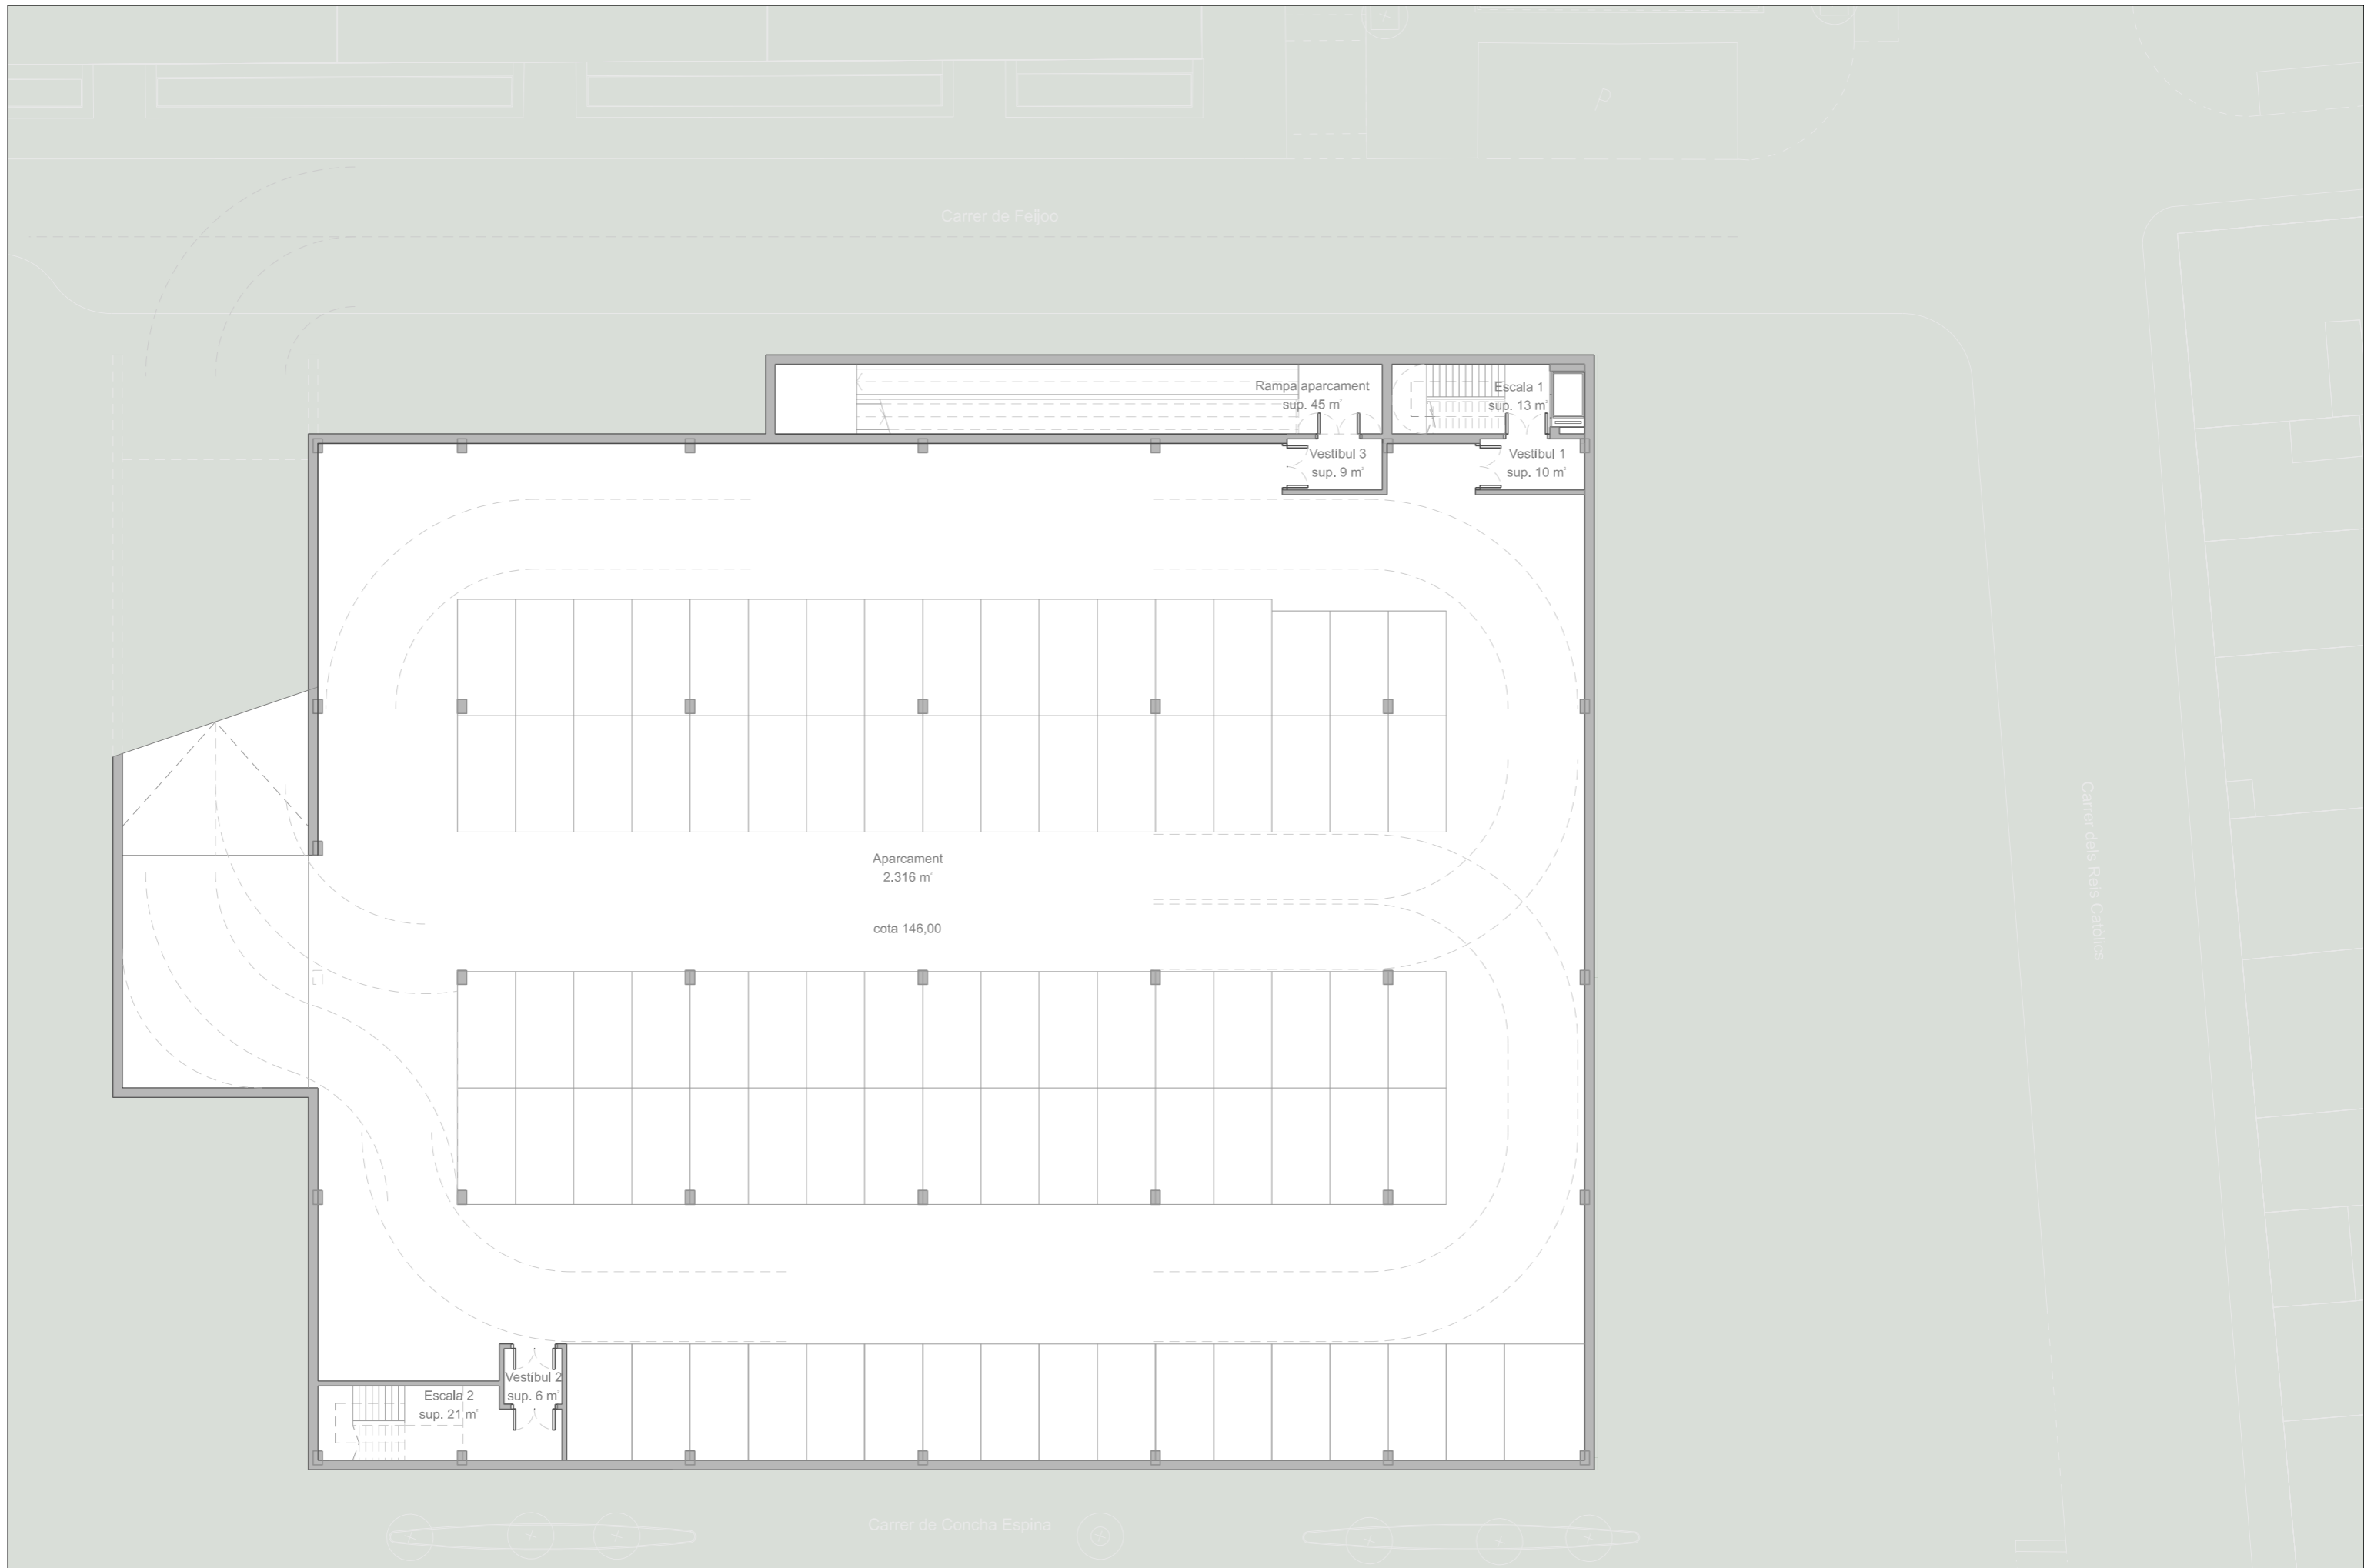 Carrer de Feijoo
Rampa aparcament
sup. 45 m²
Escala 1
sup. 13 m²
Vestíbul 3
sup. 9 m²
Vestíbul 1
sup. 10 m²
Aparcament
2.316 m²
cota 146,00
Carrer dels Reis Catòlics
Vestíbul 2
sup. 6 m²
Escala 2
sup. 21 m²
Carrer de Concha Espina
P